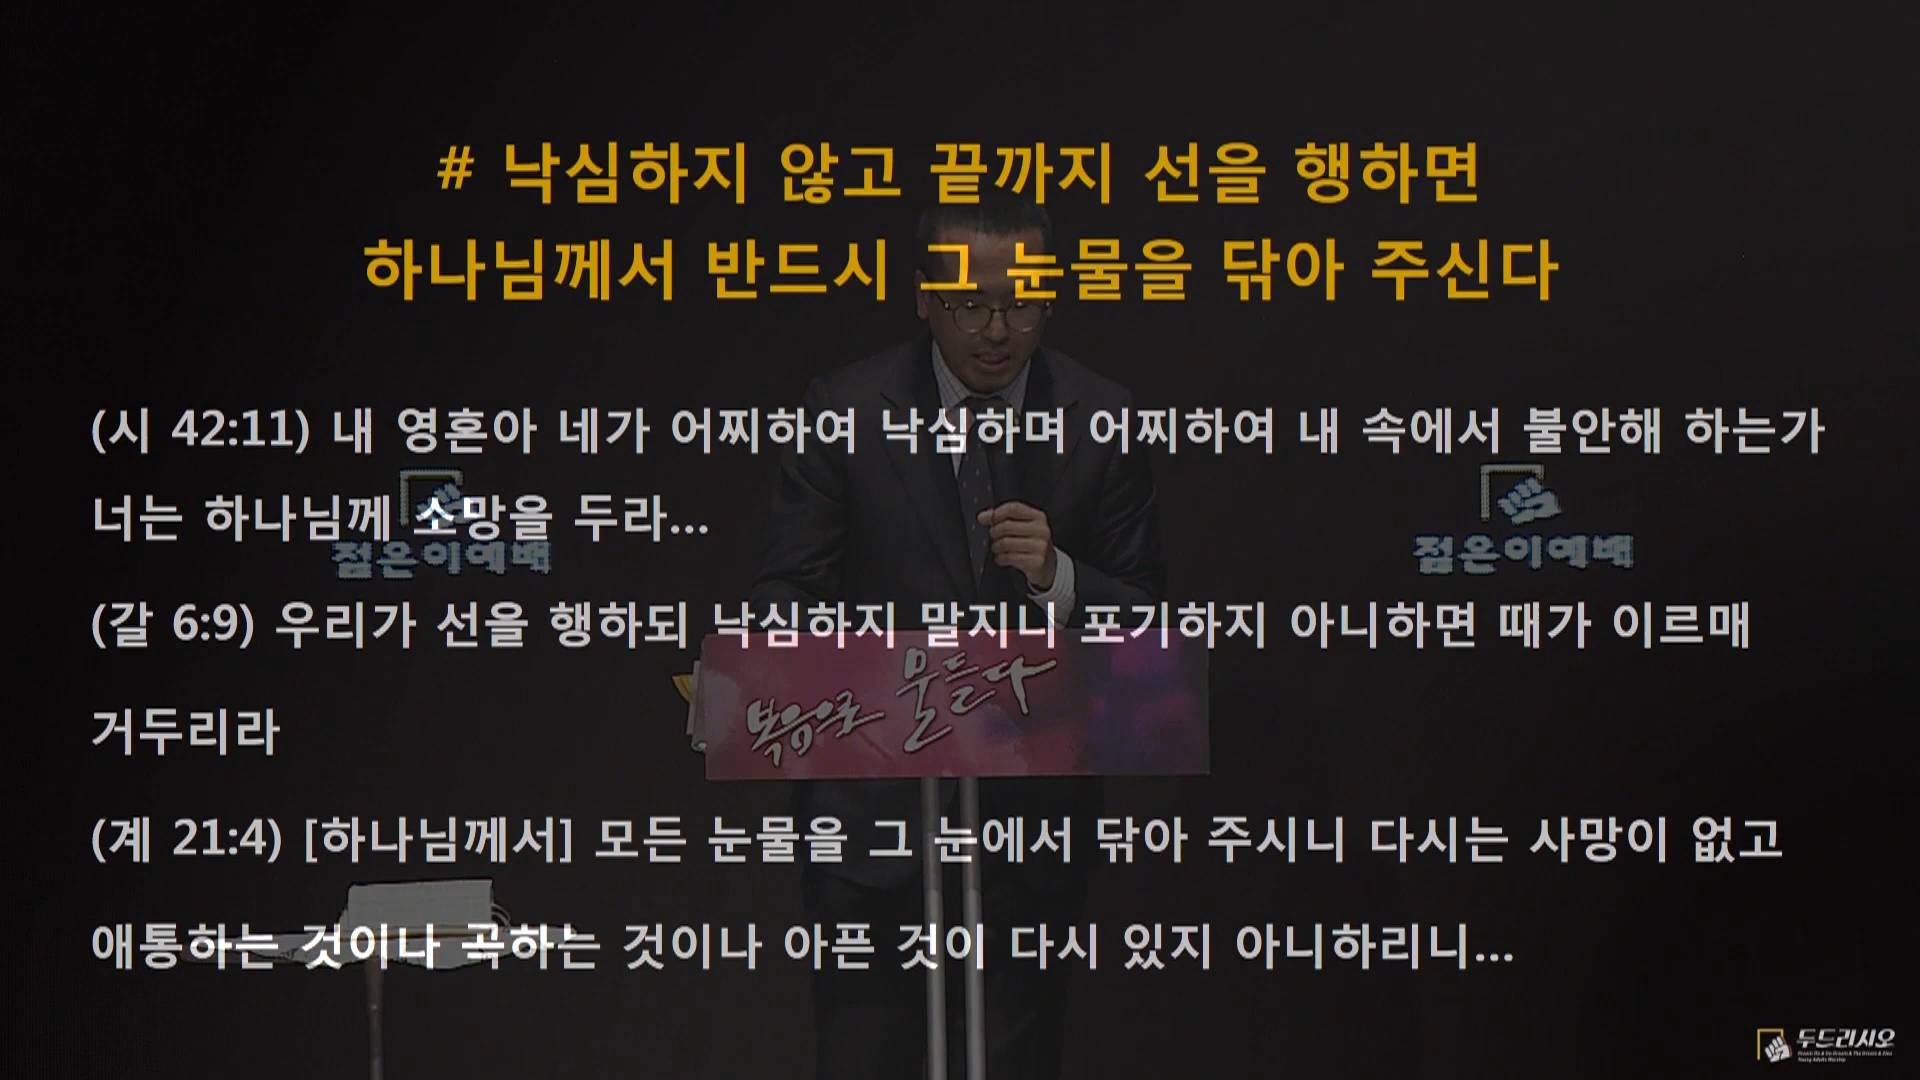 # 낙심하지 않고 끝까지 선을 행하면
하나님께서 반드시 그 눈물을 닦아 주신다
(시 42:11) 내 영혼아 네가 어찌하여 낙심하며 어찌하여 내 속에서 불안해 하는가
너는 하나님께 소망을 두라...
젊은이예배
젊은이예배
(갈 6:9) 우리가 선을 행하되 낙심하지 말지니 포기하지 아니하면 때가 이르매
거두리라
복음으로 물든다
(계 21:4) [하나님께서] 모든 눈물을 그 눈에서 닦아 주시니 다시는 사망이 없고
애통하는 것이나 곡하는 것이나 아픈 것이 다시 있지 아니하리니...
두드리시오